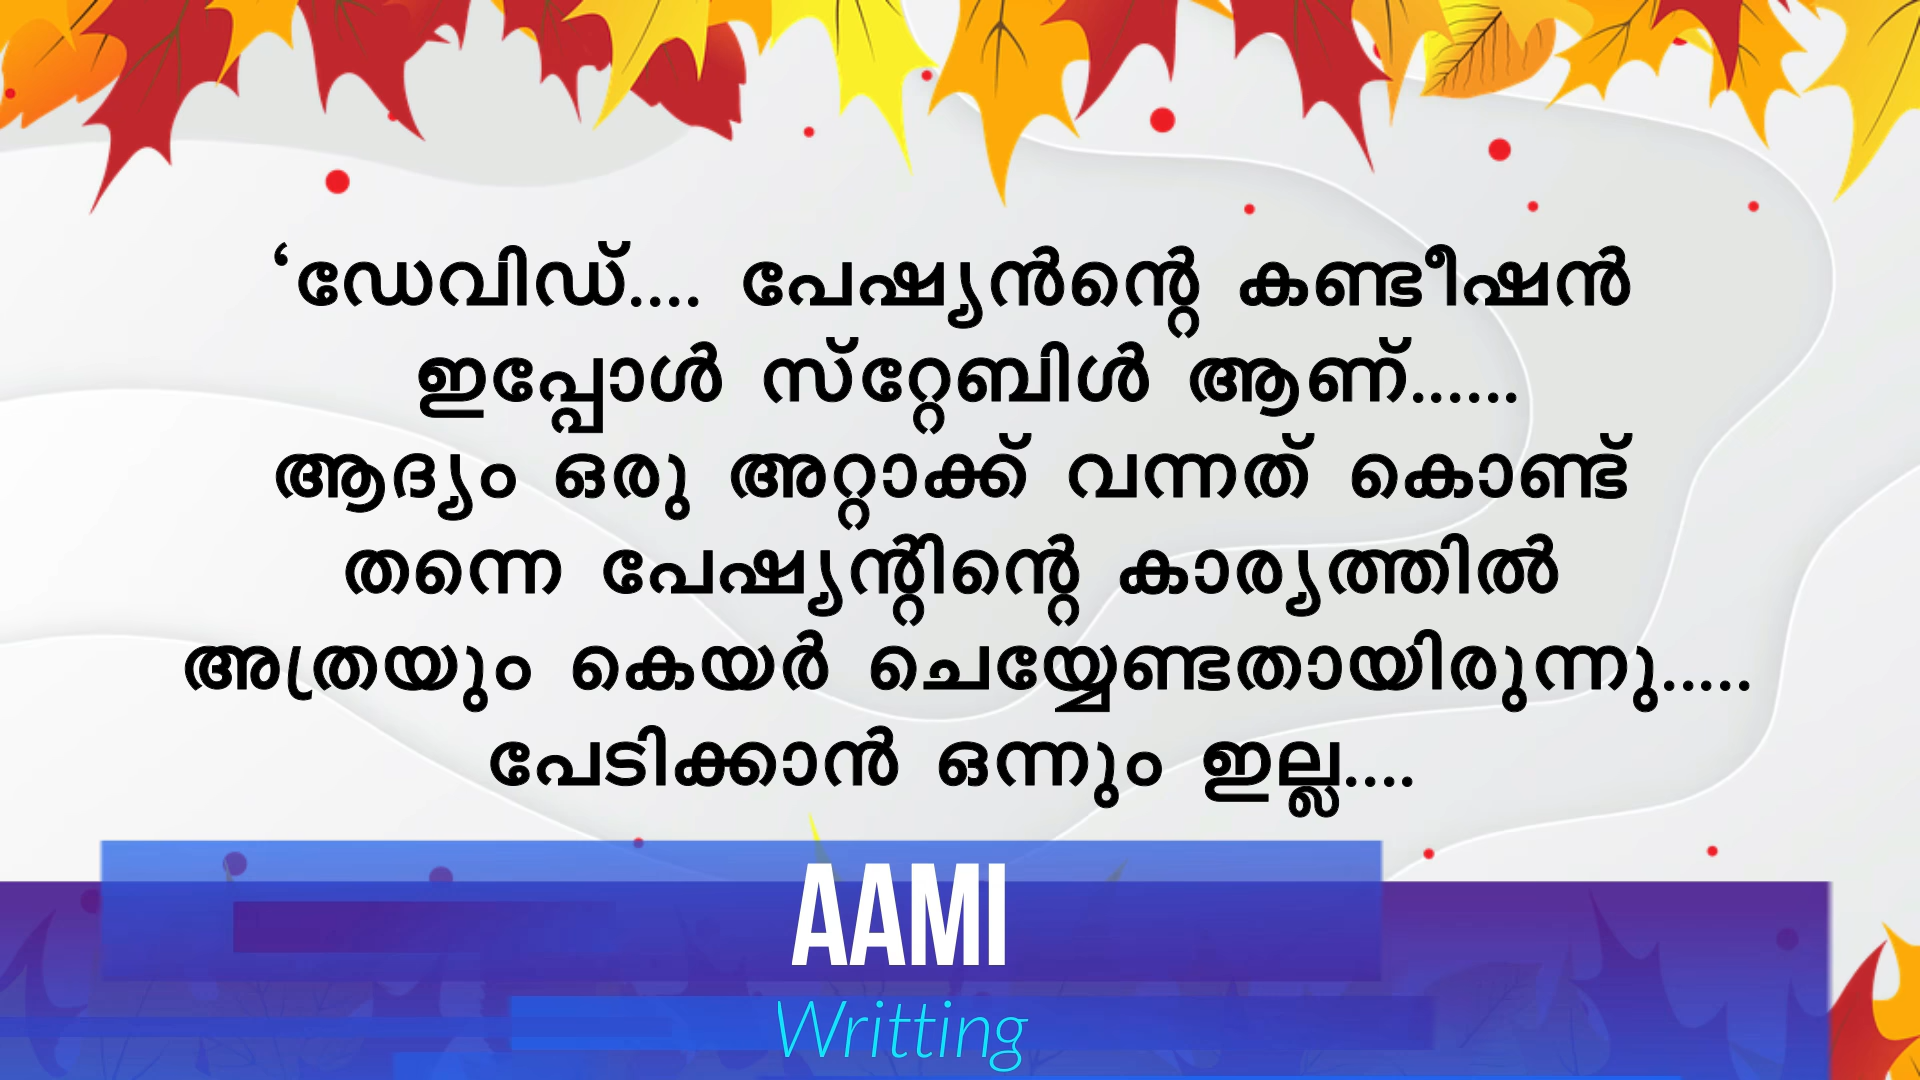 ‘ഡേവിഡ്.... പേഷ്യൻന്റെ കണ്ടീഷൻ
ഇപ്പോൾ സ്റ്റേബിൾ ആണ്......
ആദ്യം ഒരു അറ്റാക്ക് വന്നത് കൊണ്ട്
തന്നെ പേഷ്യന്റിന്റെ കാര്യത്തിൽ
അത്രയും കെയർ ചെയ്യേണ്ടതായിരുന്നു.....
പേടിക്കാൻ ഒന്നും ഇല്ല....
AAMI
Writting